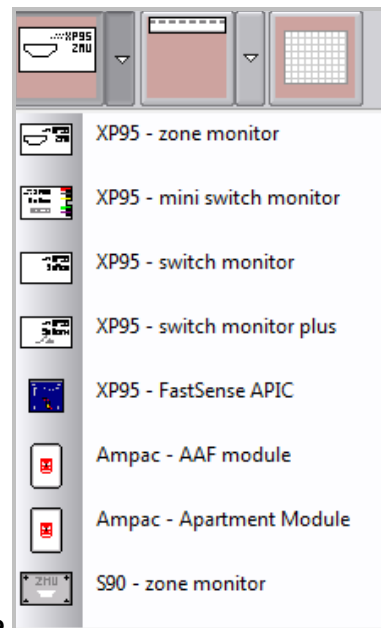 XP95
ZMU
XP95 - zone monitor
XP95 - mini switch monitor
XP95 - switch monitor
XP95 - switch monitor plus
XP95 - FastSense APIC
Ampac - AAF module
Ampac - Apartment Module
ZMU
S90 - zone monitor